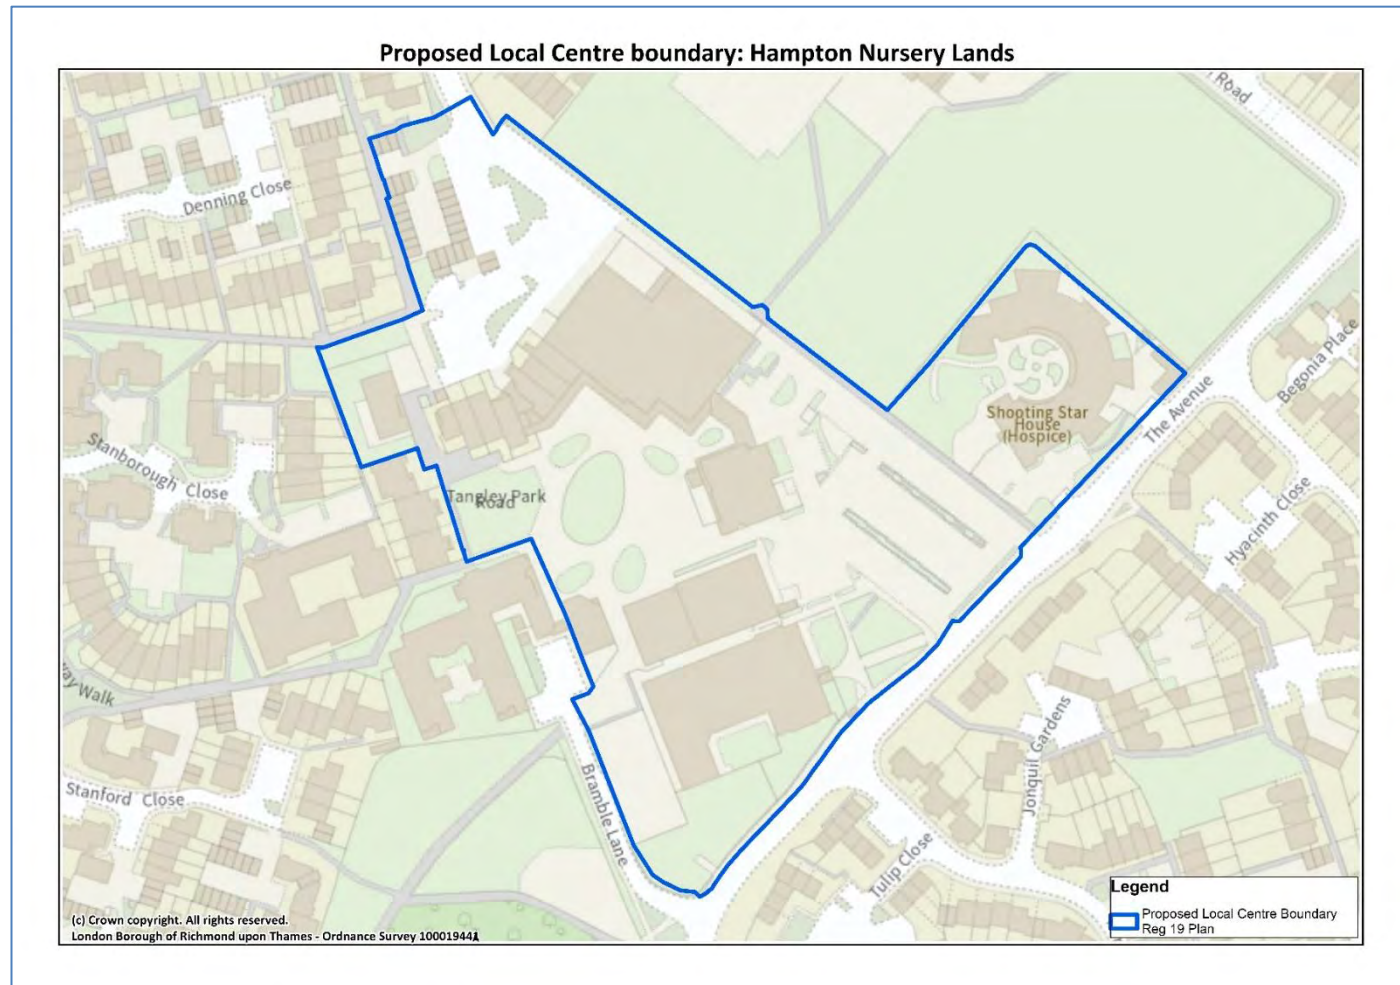 Proposed Local Centre boundary: Hampton Nursery Lands
Road
Denning Close
Begonia Place
Shooting Star
House
(Hospice)
The Avenue
Stanborough Close
Tangley Park
Road
Hyacinth Close
way Walk
Jonquil Gardens
Stanford Close
Bramble Lane
Tulip Close
Legend
Proposed Local Centre Boundary
Reg 19 Plan
(c) Crown copyright. All rights reserved.
London Borough of Richmond upon Thames - Ordnance Survey 100019441